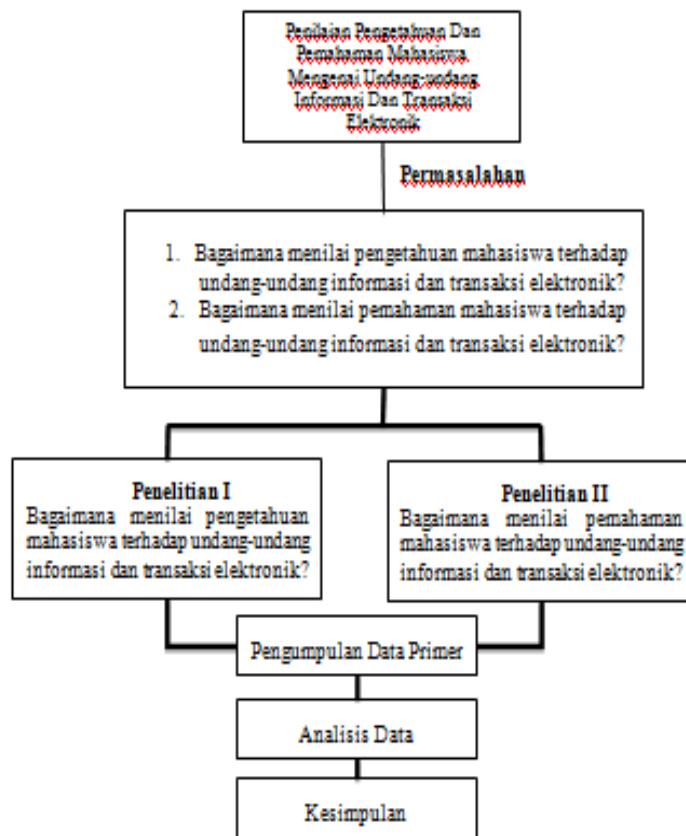 Penilaian Pengetahuan Dan
Pemahaman Mahasiswa
Mengenai Undang-undang
Informasi Dan Transaksi
Elektronik
Permasalahan
1. Bagaimana menilai pengetahuan mahasiswa terhadap
undang-undang informasi dan transaksi elektronik?
2. Bagaimana menilai pemahaman mahasiswa terhadap
undang-undang informasi dan transaksi elektronik?
Penelitian I
Bagaimana menilai pengetahuan
mahasiswa terhadap undang-undang
informasi dan transaksi elektronik?
Penelitian II
Bagaimana menilai pemahaman
mahasiswa terhadap undang-undang
informasi dan transaksi elektronik?
Pengumpulan Data Primer
Analisis Data
Kesimpulan